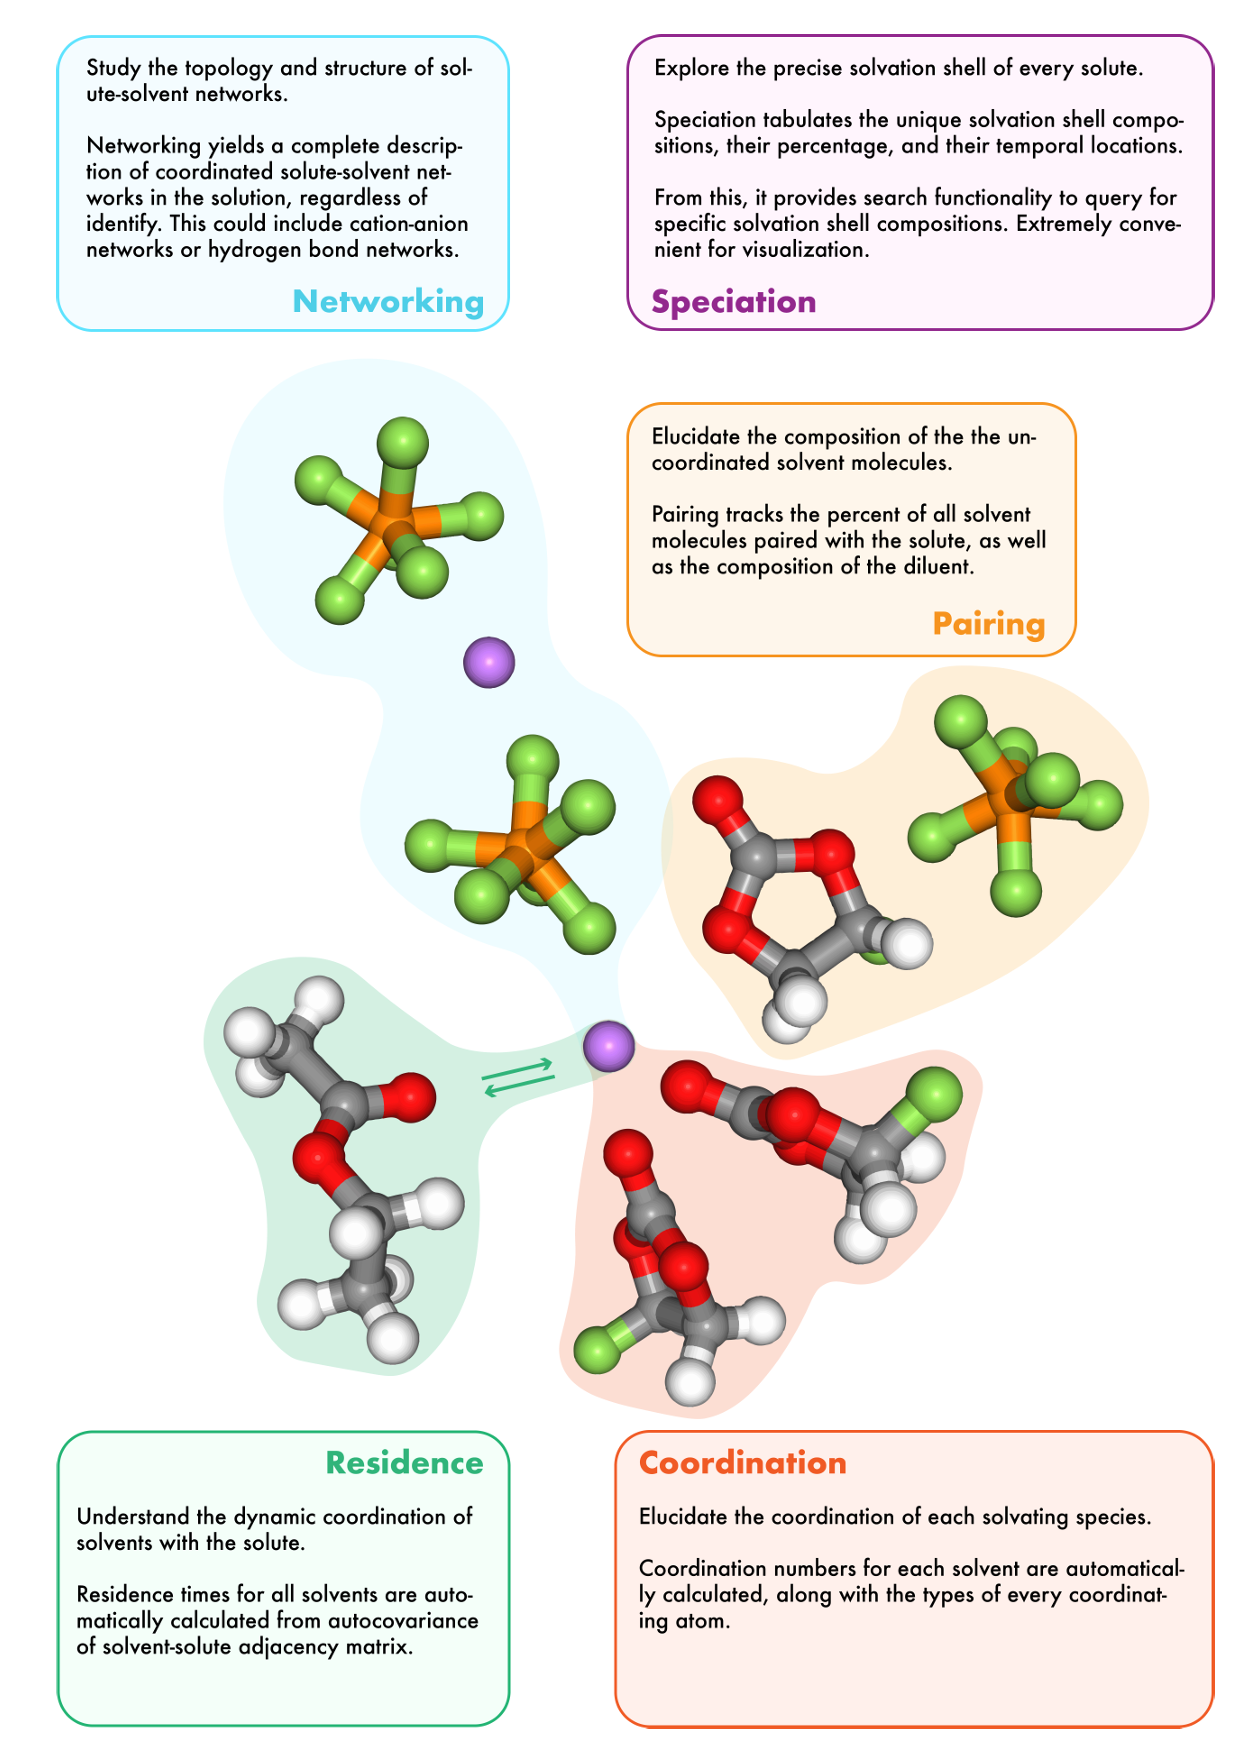 Study the topology and structure of sol-
ute-solvent networks.
Networking yields a complete descrip-
tion of coordinated solute-solvent net-
works in the solution, regardless of
identify. This could include cation-anion
networks or hydrogen bond networks.
Networking
Explore the precise solvation shell of every solute.
Speciation tabulates the unique solvation shell compo-
sitions, their percentage, and their temporal locations.
From this, it provides search functionality to query for
specific solvation shell compositions. Extremely conve-
nient for visualization.
Speciation
Elucidate the composition of the the un-
coordinated solvent molecules.
Pairing tracks the percent of all solvent
molecules paired with the solute, as well
as the composition of the diluent.
Pairing
Residence
Understand the dynamic coordination of
solvents with the solute.
Residence times for all solvents are auto-
matically calculated from autocovariance
of solvent-solute adjacency matrix.
Coordination
Elucidate the coordination of each solvating species.
Coordination numbers for each solvent are automatical-
ly calculated, along with the types of every coordinat-
ing atom.